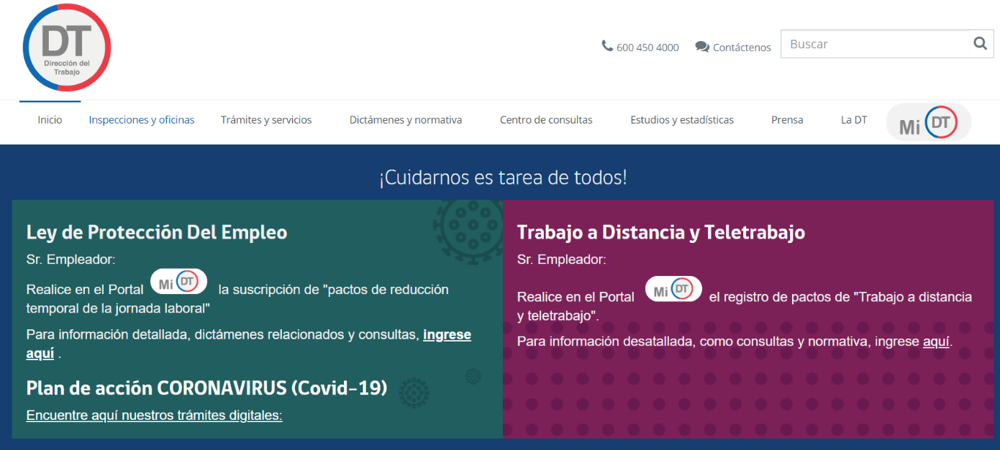 DT
Dirección del
Trabajo
600 450 4000 Contáctenos Buscar
Inicio Inspecciones y oficinas Trámites y servicios Dictámenes y normativa Centro de consultas Estudios y estadísticas Prensa La DT Mi DT
¡Cuidarnos es tarea de todos!
Ley de Protección Del Empleo
Sr. Empleador:
Realice en el Portal Mi DT la suscripción de "pactos de reducción
temporal de la jornada laboral"
Para información detallada, dictámenes relacionados y consultas, ingrese
aquí .
Plan de acción CORONAVIRUS (Covid-19)
Encuentre aquí nuestros trámites digitales:
Trabajo a Distancia y Teletrabajo
Sr. Empleador:
Realice en el Portal Mi DT el registro de pactos de "Trabajo a distancia
y teletrabajo".
Para información desatallada, como consultas y normativa, ingrese aquí.